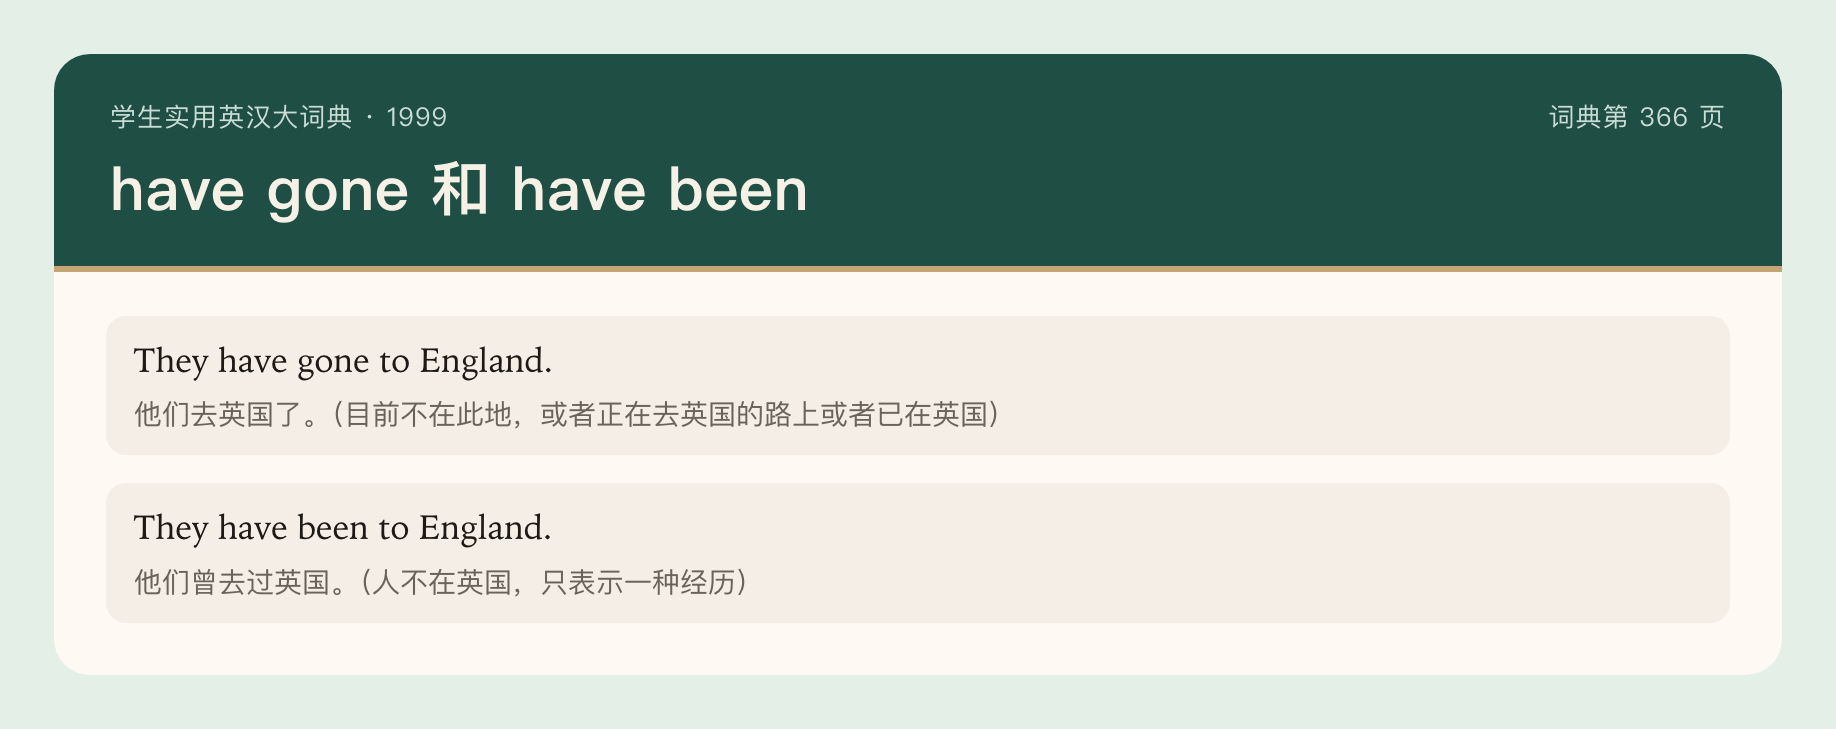 学生实用英汉大词典 · 1999
词典第 366 页
have gone 和 have been
They have gone to England.
他们去英国了。（目前不在此地，或者正在去英国的路上或者已在英国）
They have been to England.
他们曾去过英国。（人不在英国，只表示一种经历）